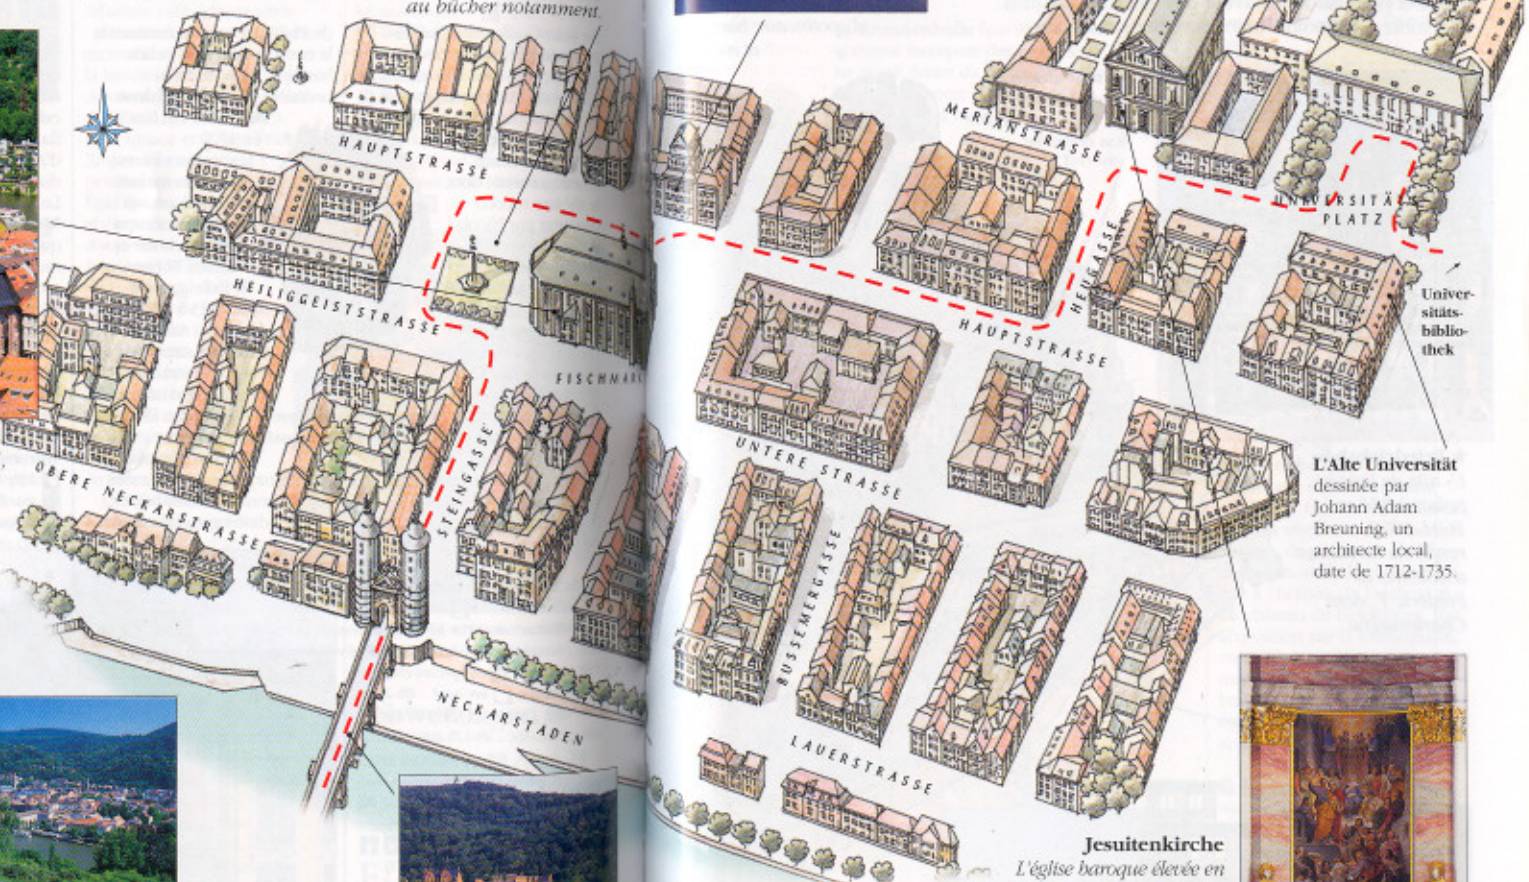 au bûcher notamment.
HAUPTSTRASSE
HEILIGGEISTSTRASSE
OBERE NECKARSTRASSE
STEINGASSE
FISCHMARK
NECKARSTADEN
MERIANSTRASSE
UNIVERSITÄTS
PLATZ
HEUGASSE
HAUPTSTRASSE
UNTERE STRASSE
BUSSEMERGASSE
LAUERSTRASSE
Univer-
sitäts-
biblio-
thek
L'Alte Universität
dessinée par
Johann Adam
Breuning, un
architecte local,
date de 1712-1735.
Jesuitenkirche
L'église baroque élevée en